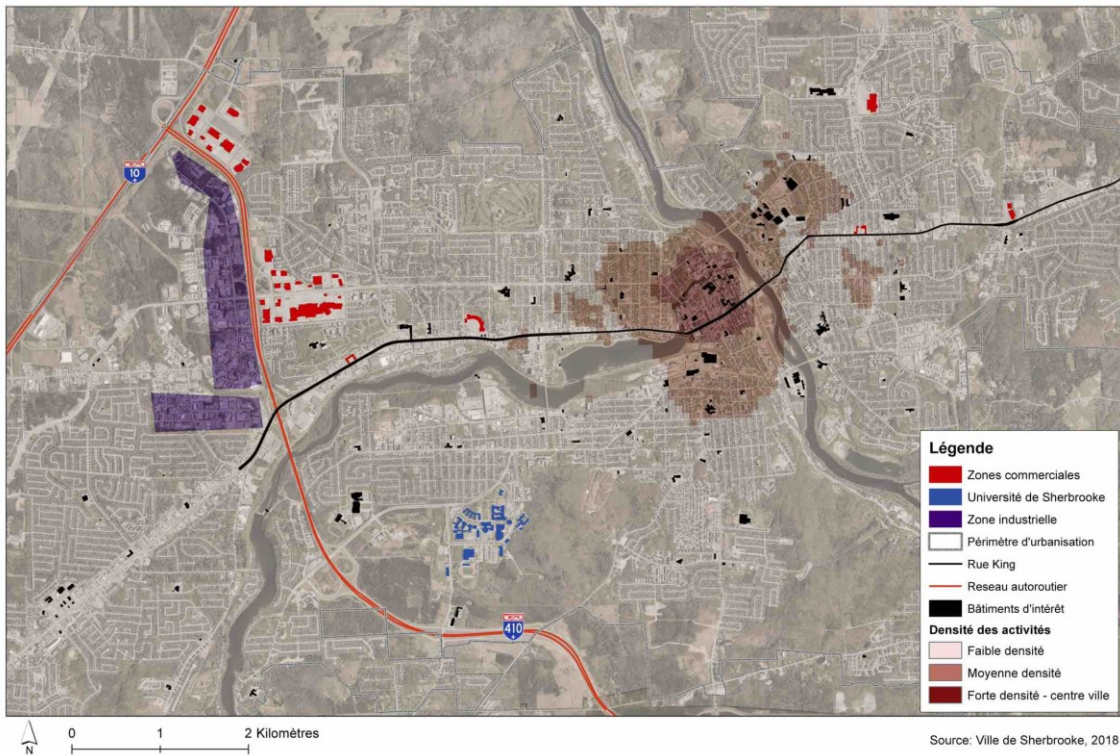 10
410
Légende
Zones commerciales
Université de Sherbrooke
Zone industrielle
Périmètre d'urbanisation
Rue King
Reseau autoroutier
Bâtiments d'intérêt
Densité des activités
Faible densité
Moyenne densité
Forte densité - centre ville
N
0 1 2 Kilomètres
Source: Ville de Sherbrooke, 2018